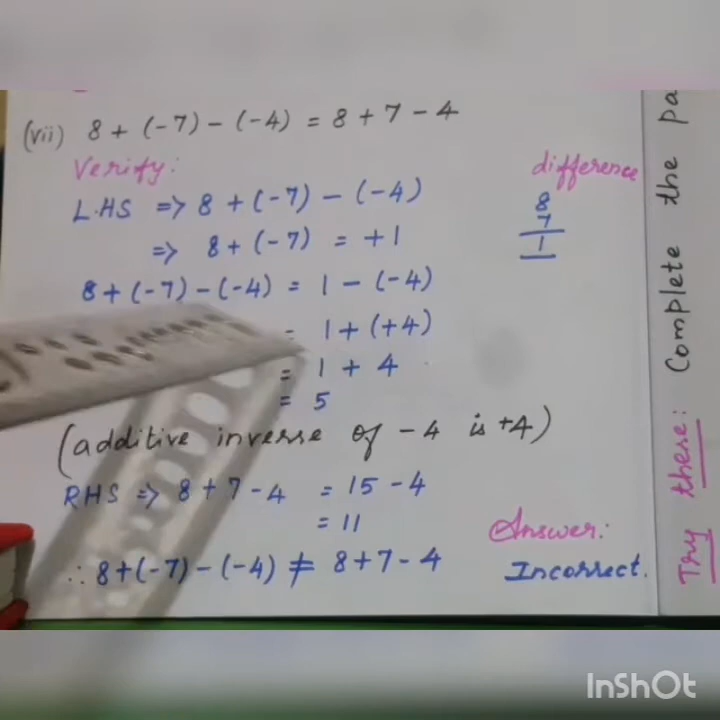 (vii) 8 + (-7) - (-4) = 8 + 7 - 4
Verify:
L.HS => 8 + (-7) - (-4)
=> 8 + (-7) = +1
8 + (-7) - (-4) = 1 - (-4)
= 1 + (+4)
= 1 + 4
= 5
(additive inverse of -4 is +4)
RHS => 8 + 7 - 4 = 15 - 4
= 11
∴ 8 + (-7) - (-4) ≠ 8 + 7 - 4
difference
8
7
1
Answer:
Incorrect.
Try these: Complete the pa
InShOt